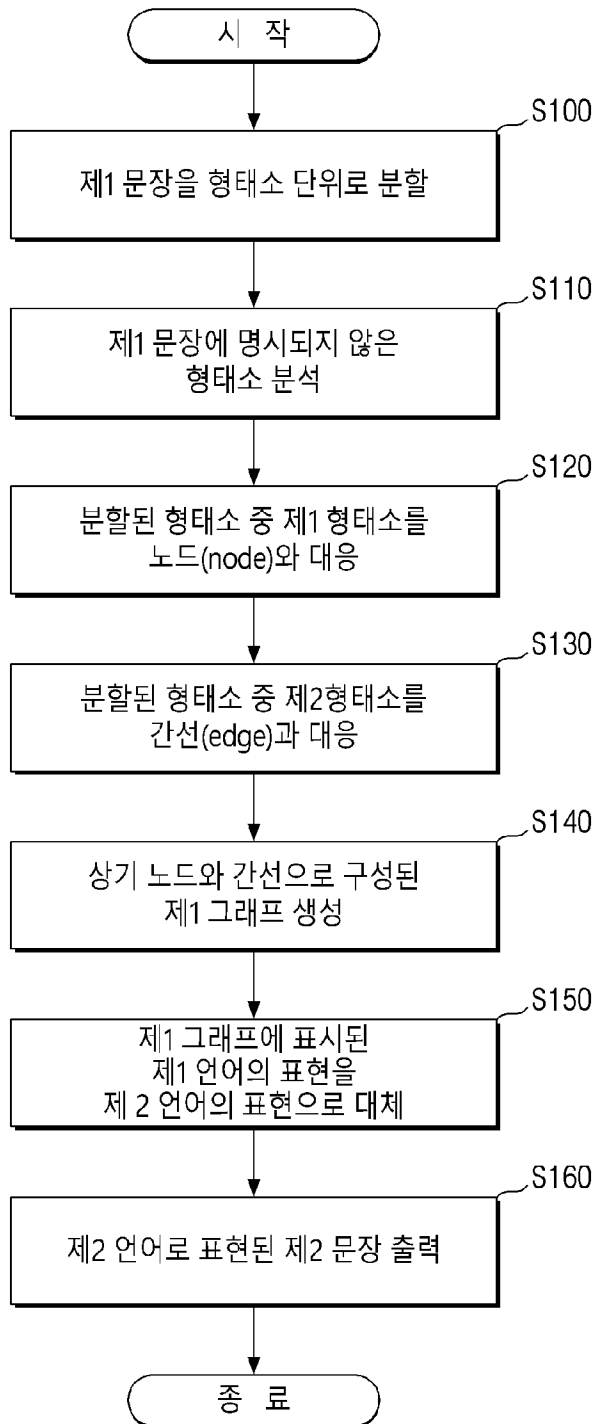 시 작
S100
제1 문장을 형태소 단위로 분할
S110
제1 문장에 명시되지 않은
형태소 분석
S120
분할된 형태소 중 제1 형태소를
노드(node)와 대응
S130
분할된 형태소 중 제2형태소를
간선(edge)과 대응
S140
상기 노드와 간선으로 구성된
제1 그래프 생성
S150
제1 그래프에 표시된
제1 언어의 표현을
제 2 언어의 표현으로 대체
S160
제2 언어로 표현된 제2 문장 출력
종 료